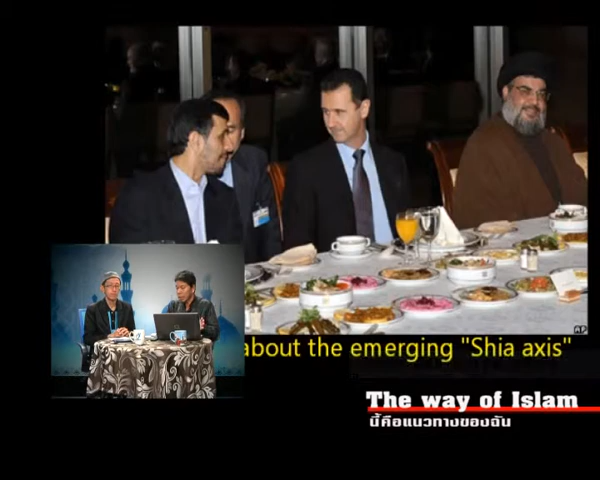 AP
about the emerging "Shia axis"
The way of Islam
นี้คือแนวทางของฉัน